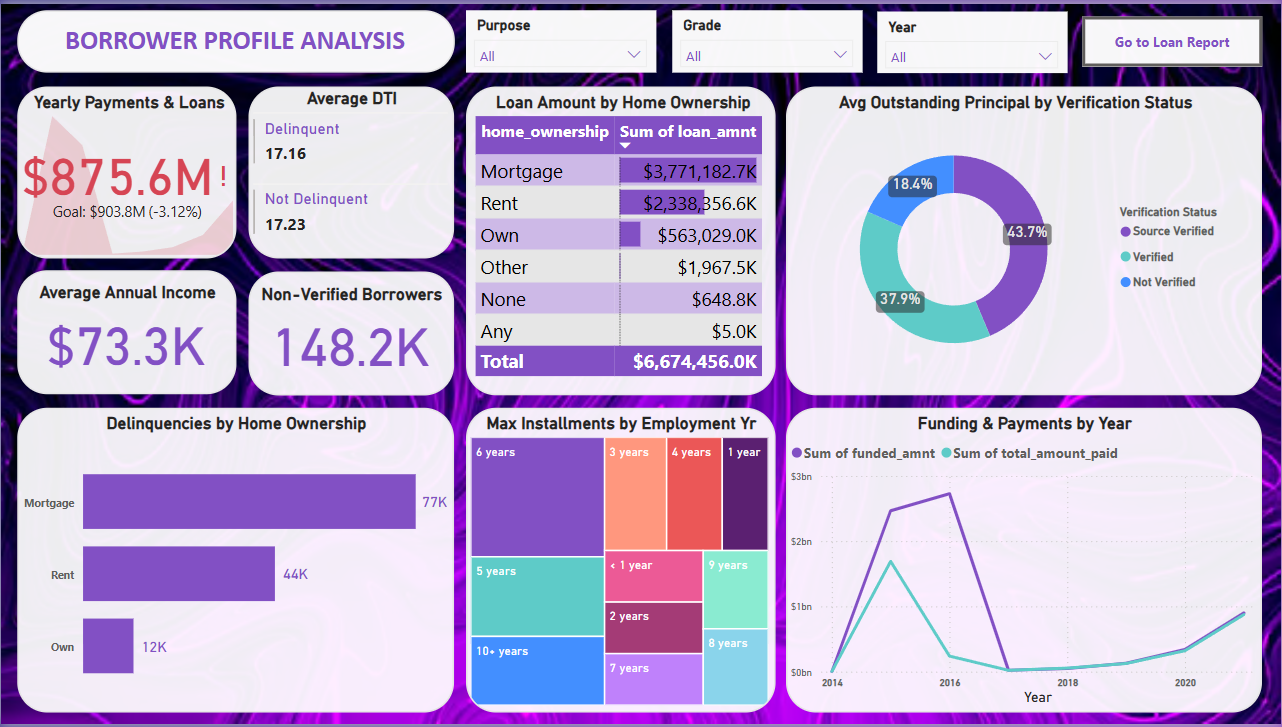 BORROWER PROFILE ANALYSIS
Purpose
All
Grade
All
Year
All
Go to Loan Report
Yearly Payments & Loans
$875.6M!
Goal: $903.8M (-3.12%)
Average DTI
Delinquent
17.16
Not Delinquent
17.23
Average Annual Income
$73.3K
Non-Verified Borrowers
148.2K
Loan Amount by Home Ownership
home_ownership Sum of loan_amnt
Mortgage $3,771,182.7K
Rent $2,338,356.6K
Own $563,029.0K
Other $1,967.5K
None $648.8K
Any $5.0K
Total $6,674,456.0K
Avg Outstanding Principal by Verification Status
18.4%
43.7%
37.9%
Verification Status
Source Verified
Verified
Not Verified
Delinquencies by Home Ownership
Mortgage 77K
Rent 44K
Own 12K
Max Installments by Employment Yr
6 years
3 years
4 years
1 year
5 years
< 1 year
9 years
2 years
10+ years
8 years
7 years
Funding & Payments by Year
Sum of funded_amnt Sum of total_amount_paid
$3bn
$2bn
$1bn
$0bn
2014 2016 2018 2020
Year